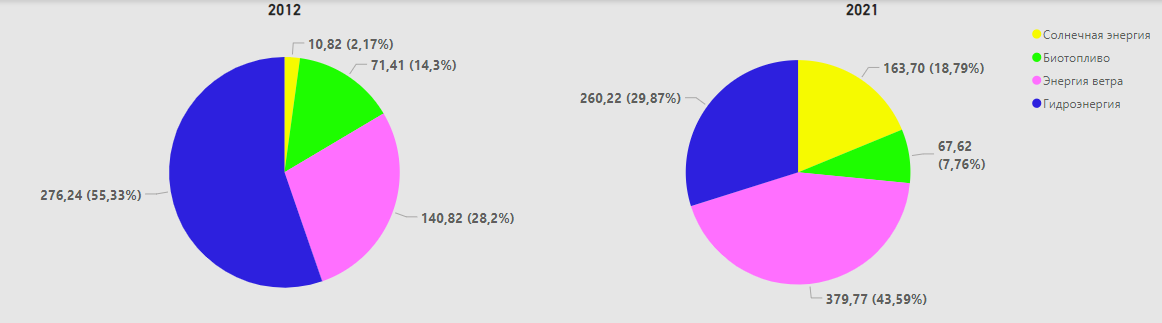 2012
10,82 (2,17%)
71,41 (14,3%)
276,24 (55,33%)
140,82 (28,2%)
2021
163,70 (18,79%)
260,22 (29,87%)
67,62
(7,76%)
379,77 (43,59%)
Солнечная энергия
Биотопливо
Энергия ветра
Гидроэнергия